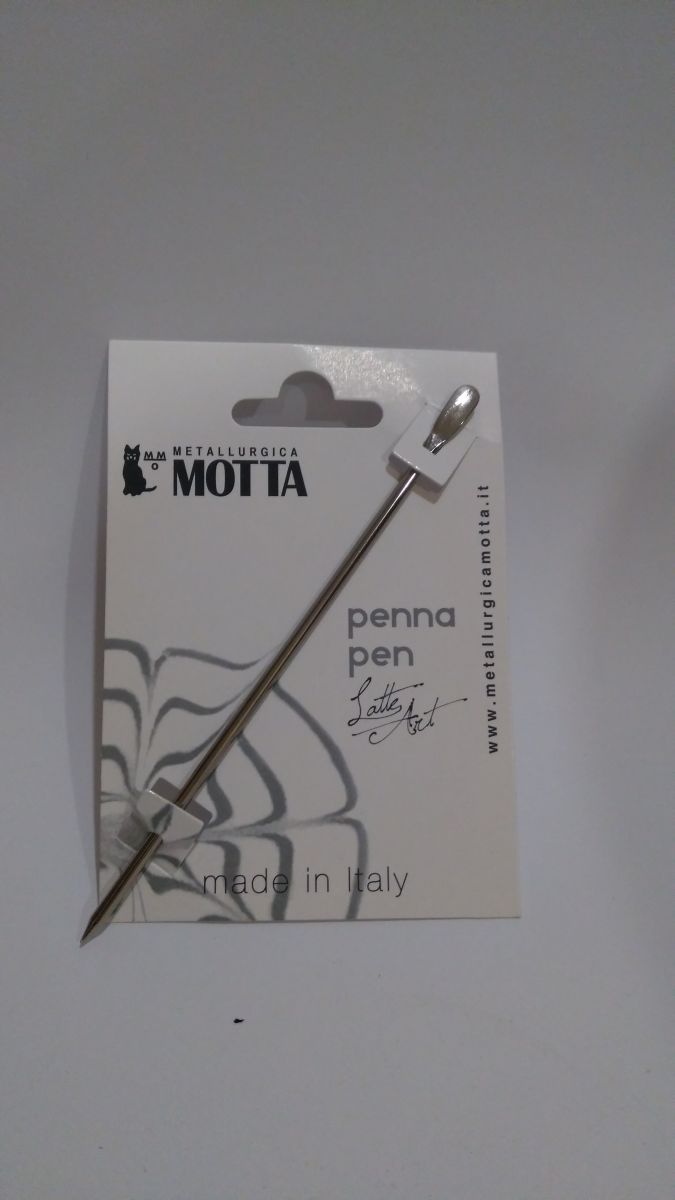 MM
O
METALLURGICA
MOTTA
www.metallurgicamotta.it
penna
pen
Latte Art
made in Italy